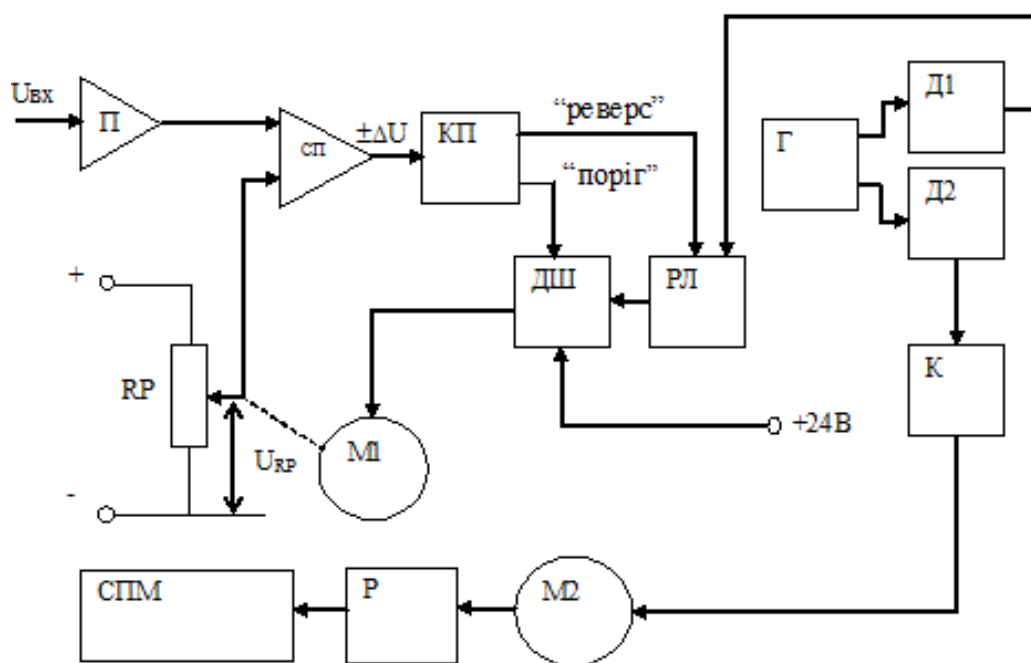 Uвх
П
сп
±ΔU
КП
“реверс”
“поріг”
Г
Д1
Д2
+
ДШ
РЛ
К
RP
URP
М1
+24В
-
СПМ
Р
М2